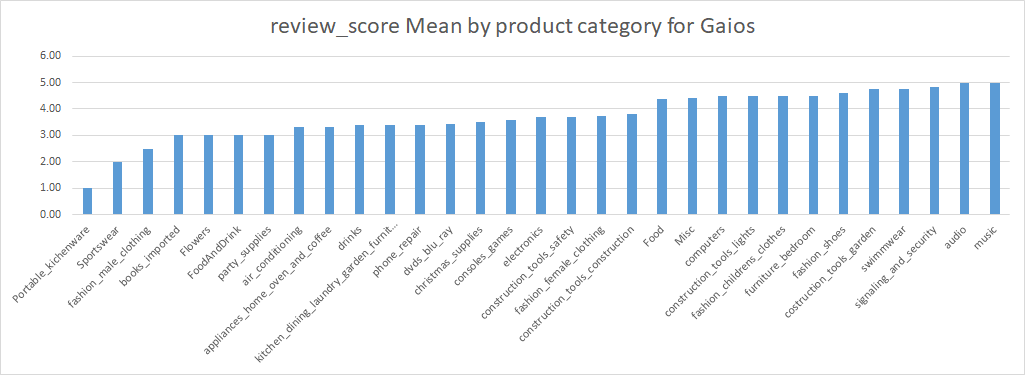 review_score Mean by product category for Gaios
6.00
5.00
4.00
3.00
2.00
1.00
0.00
Portable_kichenware
Sportswear
fashion_male_clothing
books_imported
Flowers
FoodAndDrink
party_supplies
air_conditioning
appliances_home_oven_and_coffee
drinks
kitchen_dining_laundry_garden_furnit...
phone_repair
dvds_blu_ray
christmas_supplies
consoles_games
electronics
construction_tools_safety
fashion_female_clothing
construction_tools_construction
Food
Misc
computers
construction_tools_lights
fashion_childrens_clothes
furniture_bedroom
fashion_shoes
costruction_tools_garden
swimmwear
signaling_and_security
audio
music